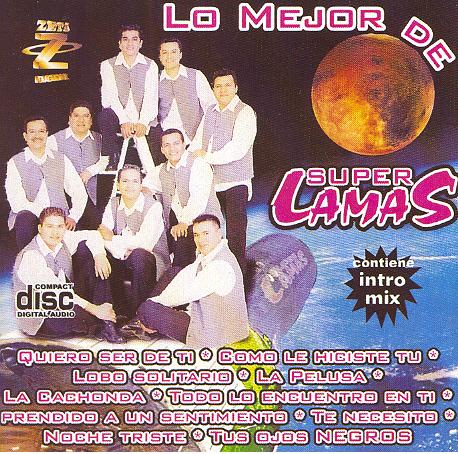 LO MEJOR DE
ZETA
Z
SUPER
LAMAS
contiene
intro
mix
LAMAS
COMPACT
disc
DIGITAL AUDIO
QUIERO SER DE TI * COMO LE HICISTE TU *
LOBO SOLITARIO * LA PELUSA *
LA CACHONDA * TODO LO ENCUENTRO EN TI *
PRENDIDO A UN SENTIMIENTO * TE NECESITO *
NOCHE TRISTE * TUS OJOS NEGROS